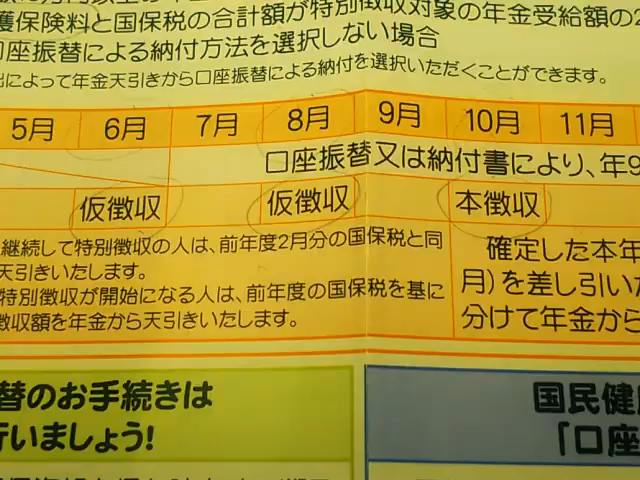 護保険料と国保税の合計額が特別徴収対象の年金受給額の2
口座振替による納付方法を選択しない場合
出によって年金天引きから口座振替による納付を選択いただくことができます。
5月 6月 7月 8月 9月 10月 11月
口座振替又は納付書により、年9
仮徴収 仮徴収 本徴収
継続して特別徴収の人は、前年度2月分の国保税と同
天引きいたします。
特別徴収が開始になる人は、前年度の国保税を基に
徴収額を年金から天引きいたします。
確定した本年
月)を差し引い
分けて年金から
替のお手続きは
行いましょう!
国民健
「口座